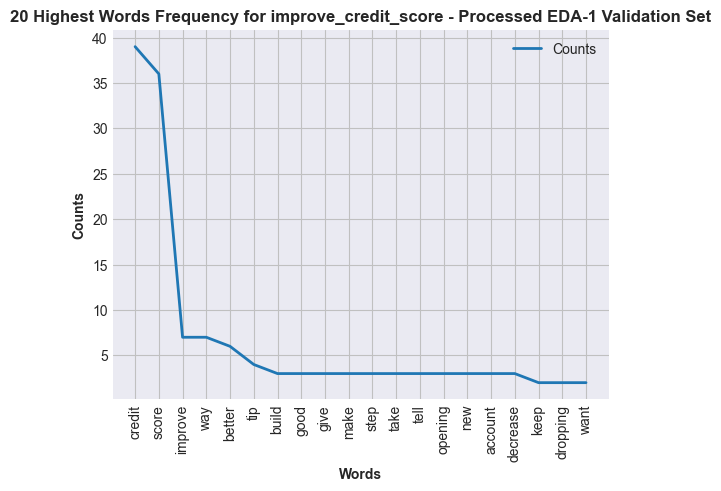 20 Highest Words Frequency for improve_credit_score - Processed EDA-1 Validation Set
Counts
40
35
30
25
20
15
10
5
Counts
credit
score
improve
way
better
tip
build
good
give
make
step
take
tell
opening
new
account
decrease
keep
dropping
want
Words